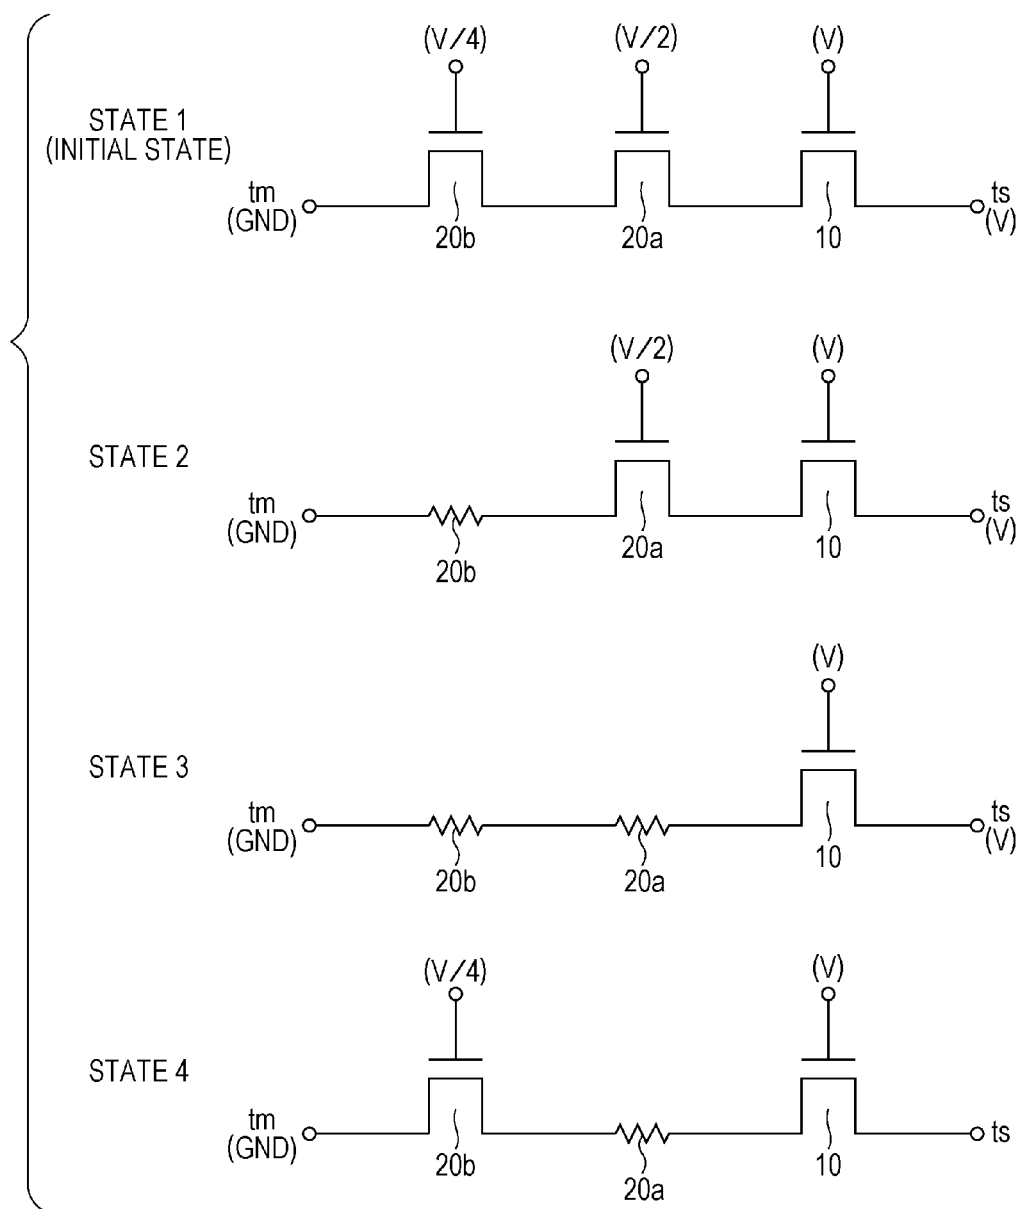 (V/4) (V/2) (V)
STATE 1
(INITIAL STATE)
tm
(GND)
ts
(V)
20b 20a 10
(V/2) (V)
STATE 2
tm
(GND)
ts
(V)
20b 20a 10
(V)
STATE 3
tm
(GND)
ts
(V)
20b 20a 10
(V/4) (V)
STATE 4
tm
(GND)
ts
20b 20a 10